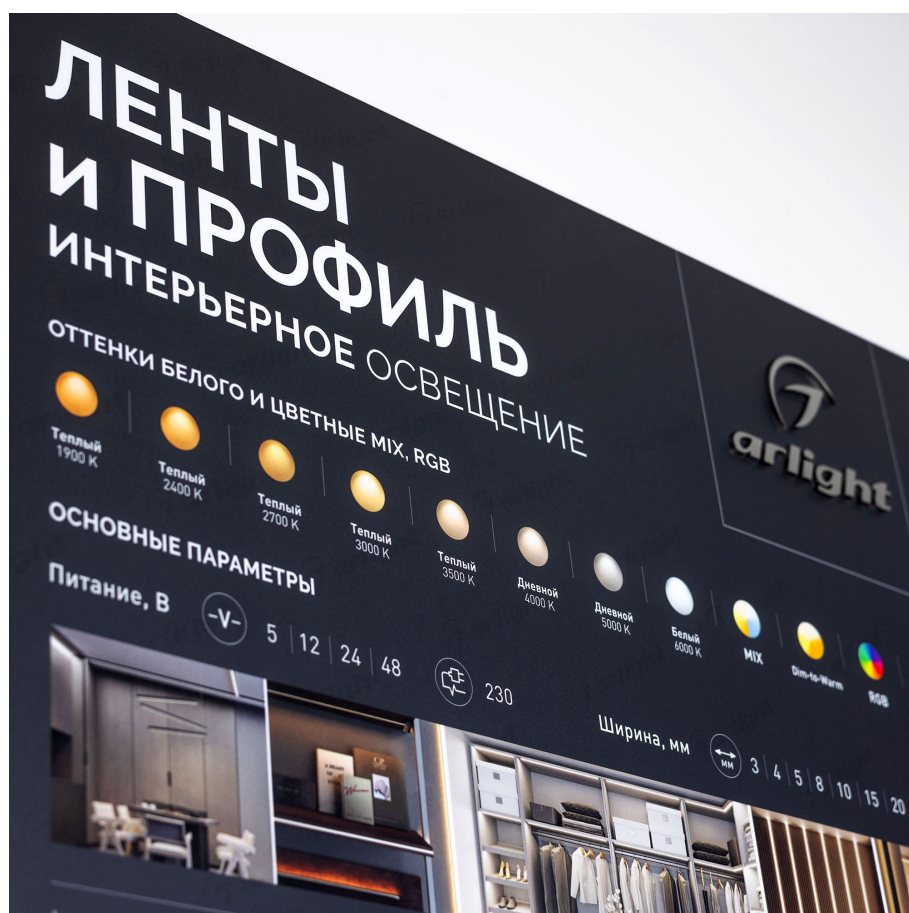 ЛЕНТЫ
и ПРОФИЛЬ
ИНТЕРЬЕРНОЕ ОСВЕЩЕНИЕ
arlight
ОТТЕНКИ БЕЛОГО И ЦВЕТНЫЕ MIX, RGB
Теплый
1900 K
Теплый
2400 K
Теплый
2700 K
Теплый
3000 K
Теплый
3500 K
Дневной
4000 K
Дневной
5000 K
Белый
6000 K
MIX
Dim-to-Warm
RGB
ОСНОВНЫЕ ПАРАМЕТРЫ
Питание, В
-V- 5 | 12 | 24 | 48
230
Ширина, мм
мм 3 | 4 | 5 | 8 | 10 | 15 | 20